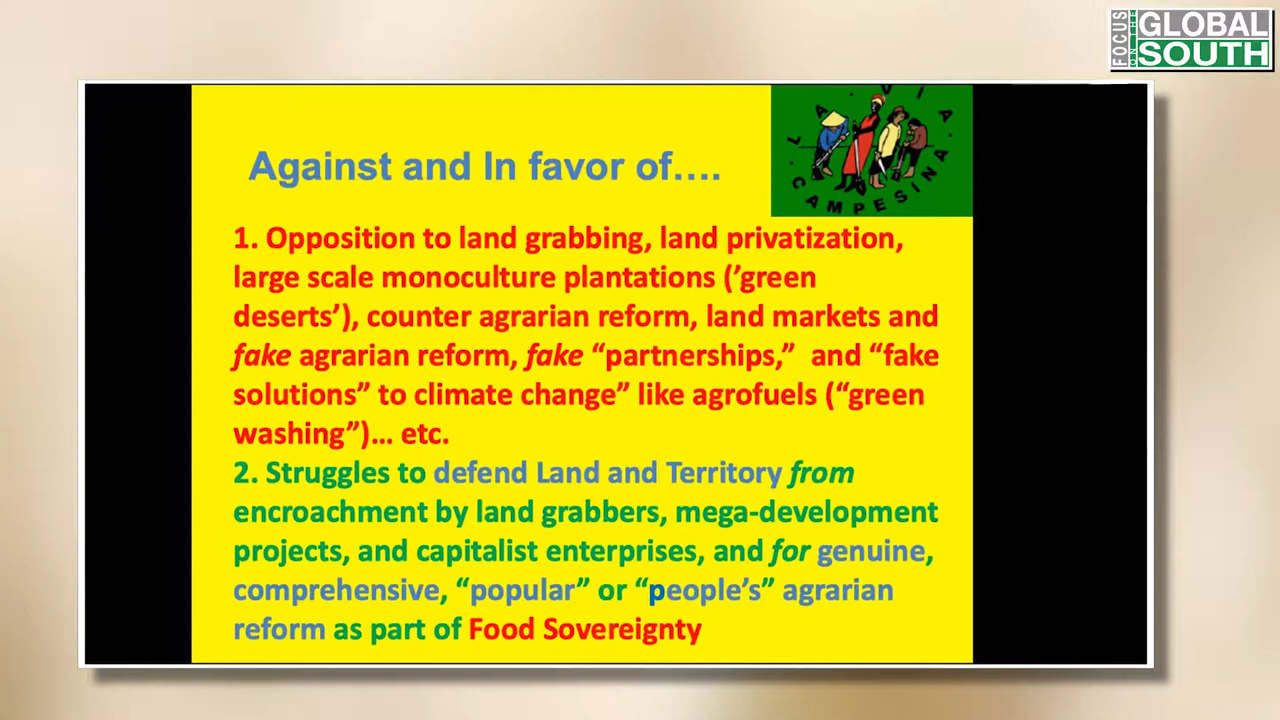 FOCUS ON THE GLOBAL SOUTH
LA VIA CAMPESINA
Against and In favor of….
1. Opposition to land grabbing, land privatization,
large scale monoculture plantations (’green
deserts’), counter agrarian reform, land markets and
fake agrarian reform, fake “partnerships,”  and “fake
solutions” to climate change” like agrofuels (“green
washing”)… etc.
2. Struggles to defend Land and Territory from
encroachment by land grabbers, mega-development
projects, and capitalist enterprises, and for genuine,
comprehensive, “popular” or “people’s” agrarian
reform as part of Food Sovereignty